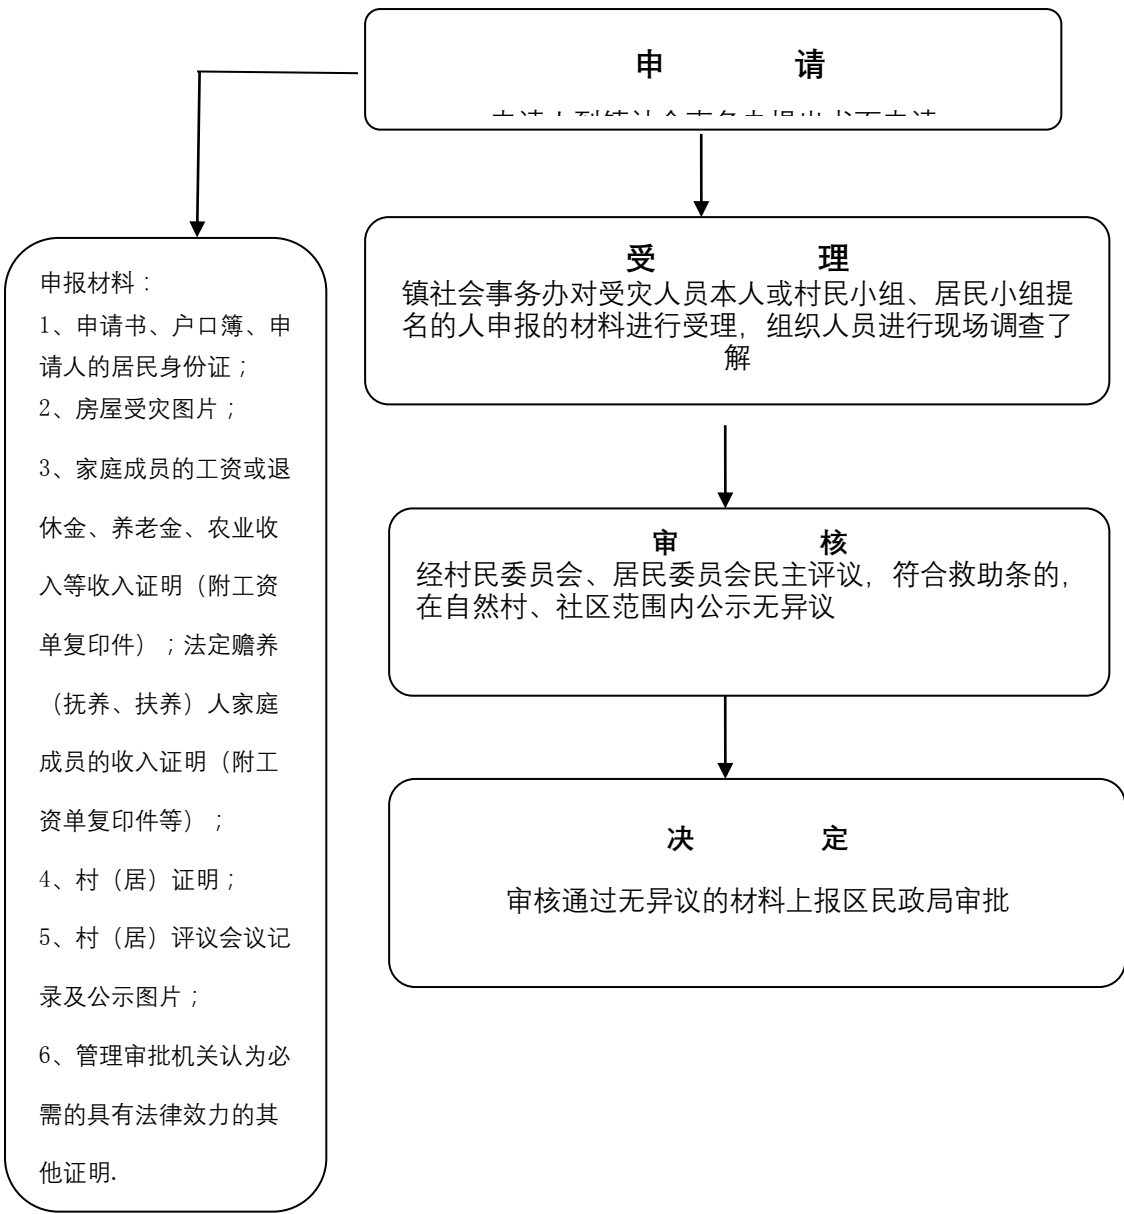 申 请
受 理
镇社会事务办对受灾人员本人或村民小组、居民小组提
名的人申报的材料进行受理，组织人员进行现场调查了
解
审 核
经村民委员会、居民委员会民主评议，符合救助条的，
在自然村、社区范围内公示无异议
决 定
审核通过无异议的材料上报区民政局审批
申报材料：
1、申请书、户口簿、申
请人的居民身份证；
2、房屋受灾图片；
3、家庭成员的工资或退
休金、养老金、农业收
入等收入证明（附工资
单复印件）；法定赡养
（抚养、扶养）人家庭
成员的收入证明（附工
资单复印件等）；
4、村（居）证明；
5、村（居）评议会议记
录及公示图片；
6、管理审批机关认为必
需的具有法律效力的其
他证明.